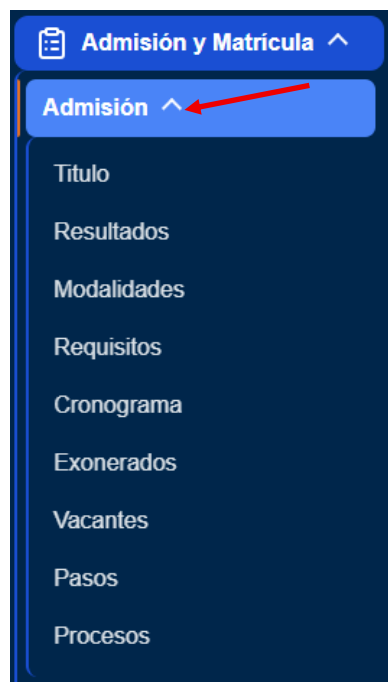 Admisión y Matrícula
Admisión
Titulo
Resultados
Modalidades
Requisitos
Cronograma
Exonerados
Vacantes
Pasos
Procesos